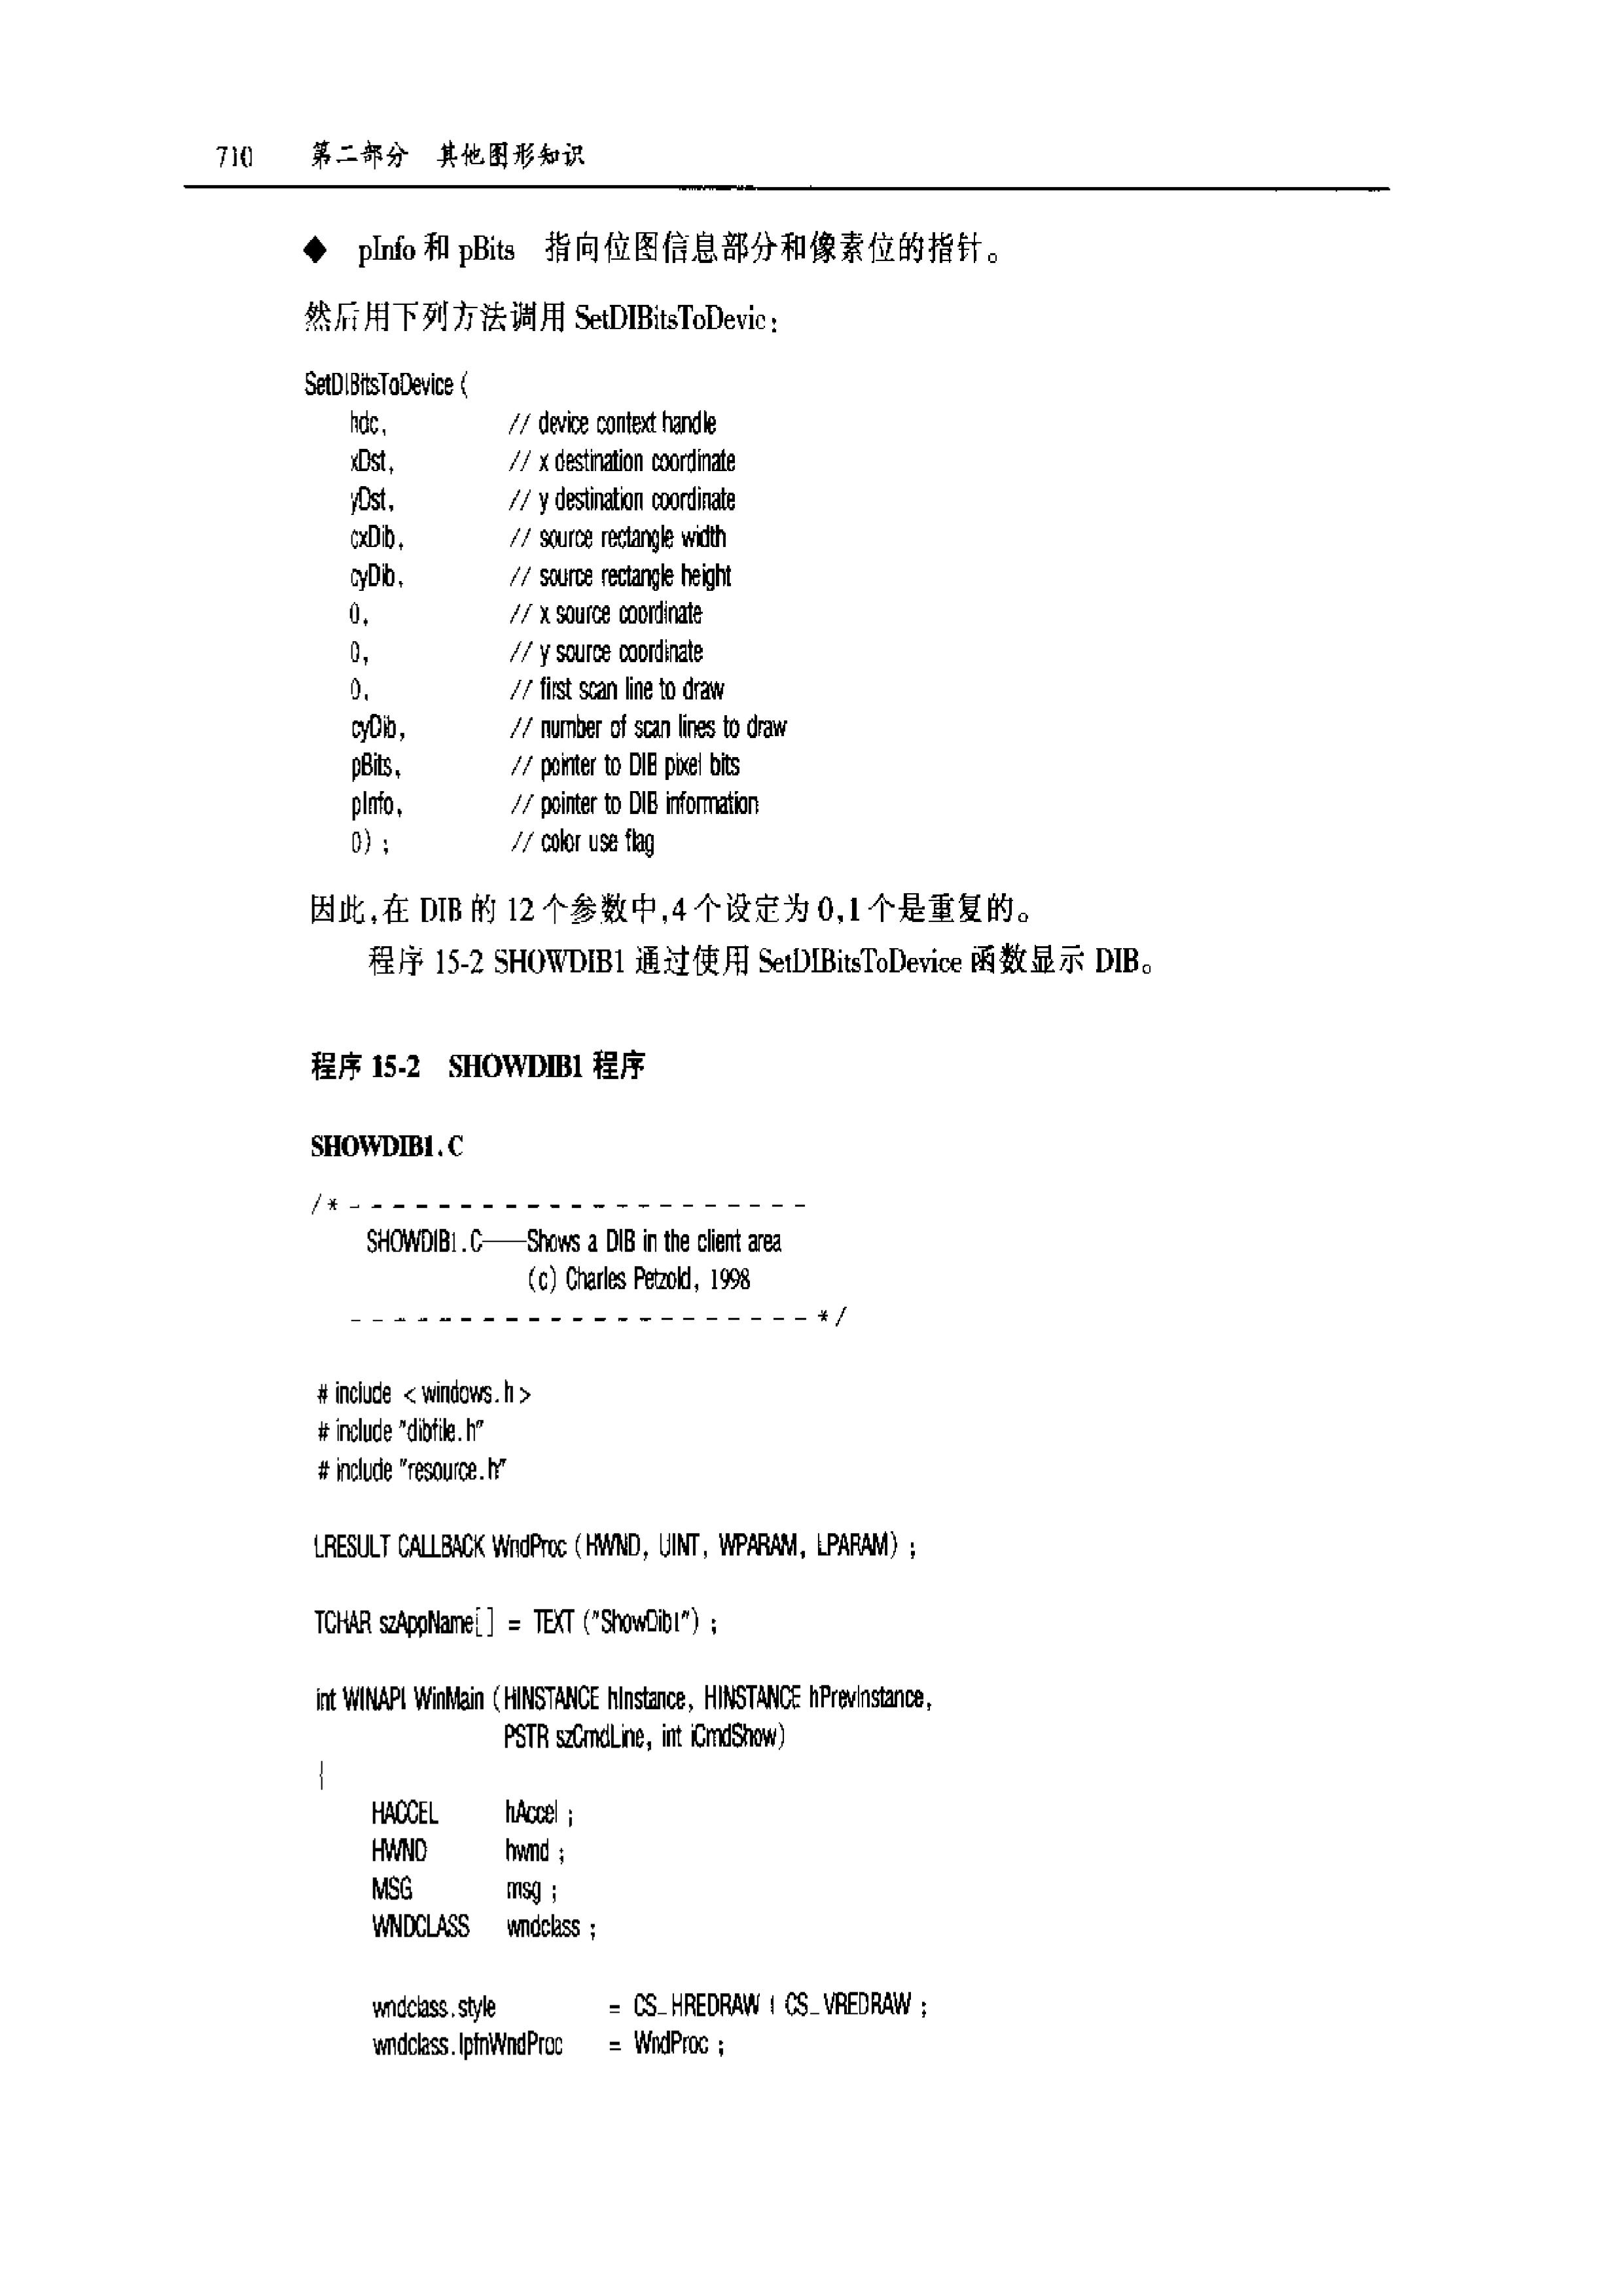 710 第二部分 其他图形知识
◆ pInfo 和 pBits 指向位图信息部分和像素位的指针。
然后用下列方法调用 SetDIBitsToDevic:
SetDIBitsToDevice (
hdc, // device context handle
xDst, // x destination coordinate
yDst, // y destination coordinate
cxDib, // source rectangle width
cyDib, // source rectangle height
0, // x source coordinate
0, // y source coordinate
0, // first scan line to draw
cyDib, // number of scan lines to draw
pBits, // pointer to DIB pixel bits
pInfo, // pointer to DIB information
0) ; // color use flag
因此,在 DIB 的 12 个参数中,4 个设定为 0,1 个是重复的。
程序 15-2 SHOWDIB1 通过使用 SetDIBitsToDevice 函数显示 DIB。
程序 15-2 SHOWDIB1 程序
SHOWDIB1.C
/* - - - - - - - - - - - - - - - - - - - - -
SHOWDIB1.C——Shows a DIB in the client area
(c) Charles Petzold, 1998
- - - - - - - - - - - - - - - - - - - - - */
# include <windows.h>
# include "dibfile.h"
# include "resource.h"
LRESULT CALLBACK WndProc (HWND, UINT, WPARAM, LPARAM) ;
TCHAR szAppName[] = TEXT ("ShowDib1") ;
int WINAPI WinMain (HINSTANCE hInstance, HINSTANCE hPrevInstance,
PSTR szCmdLine, int iCmdShow)
{
HACCEL hAccel ;
HWND hwnd ;
MSG msg ;
WNDCLASS wndclass ;
wndclass.style = CS_HREDRAW | CS_VREDRAW ;
wndclass.lpfnWndProc = WndProc ;